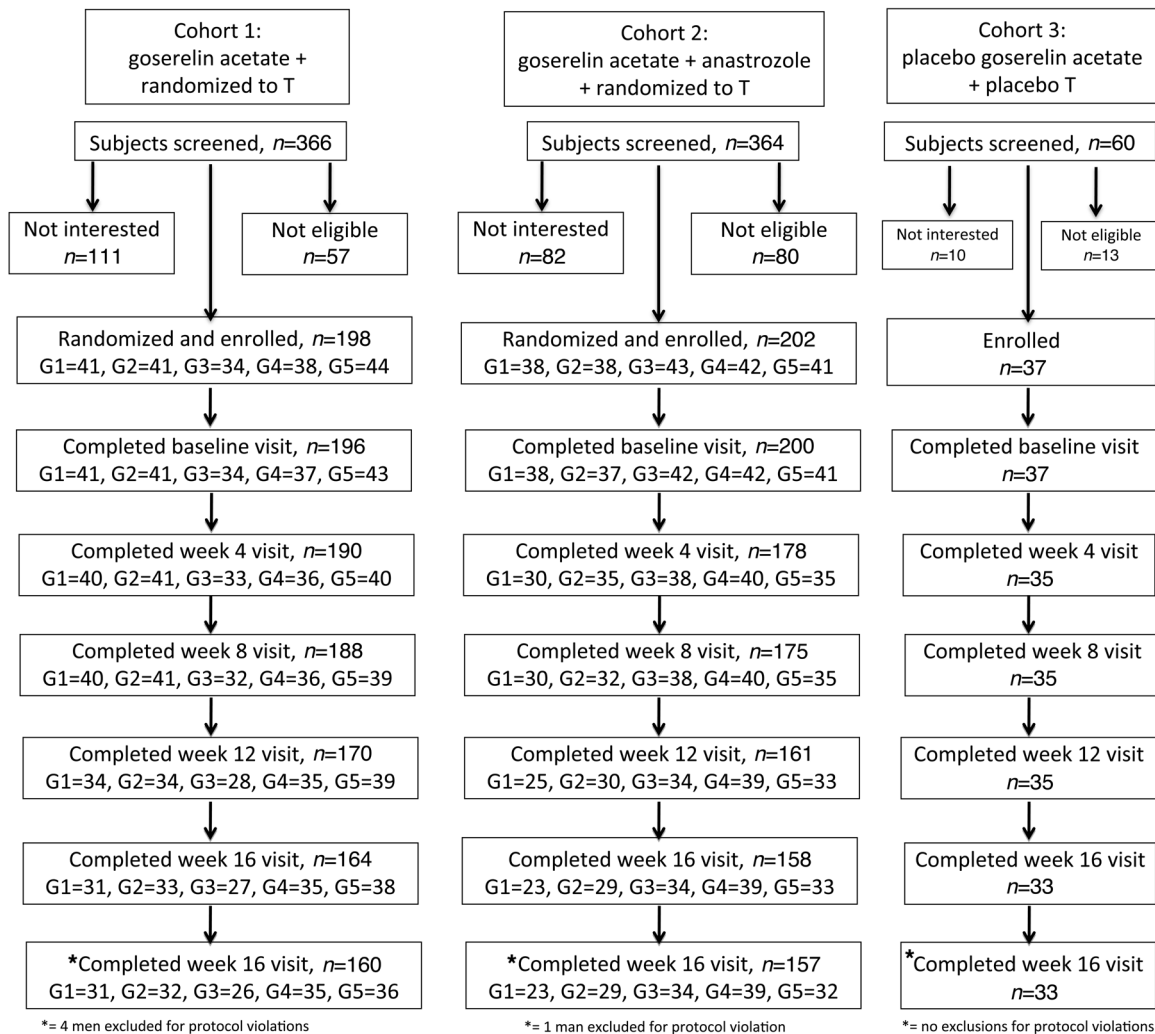 Cohort 1:
goserelin acetate +
randomized to T
Subjects screened, n=366
Not interested
n=111
Not eligible
n=57
Randomized and enrolled, n=198
G1=41, G2=41, G3=34, G4=38, G5=44
Completed baseline visit, n=196
G1=41, G2=41, G3=34, G4=37, G5=43
Completed week 4 visit, n=190
G1=40, G2=41, G3=33, G4=36, G5=40
Completed week 8 visit, n=188
G1=40, G2=41, G3=32, G4=36, G5=39
Completed week 12 visit, n=170
G1=34, G2=34, G3=28, G4=35, G5=39
Completed week 16 visit, n=164
G1=31, G2=33, G3=27, G4=35, G5=38
*Completed week 16 visit, n=160
G1=31, G2=32, G3=26, G4=35, G5=36
*= 4 men excluded for protocol violations
Cohort 2:
goserelin acetate + anastrozole
+ randomized to T
Subjects screened, n=364
Not interested
n=82
Not eligible
n=80
Randomized and enrolled, n=202
G1=38, G2=38, G3=43, G4=42, G5=41
Completed baseline visit, n=200
G1=38, G2=37, G3=42, G4=42, G5=41
Completed week 4 visit, n=178
G1=30, G2=35, G3=38, G4=40, G5=35
Completed week 8 visit, n=175
G1=30, G2=32, G3=38, G4=40, G5=35
Completed week 12 visit, n=161
G1=25, G2=30, G3=34, G4=39, G5=33
Completed week 16 visit, n=158
G1=23, G2=29, G3=34, G4=39, G5=33
*Completed week 16 visit, n=157
G1=23, G2=29, G3=34, G4=39, G5=32
*= 1 man excluded for protocol violation
Cohort 3:
placebo goserelin acetate
+ placebo T
Subjects screened, n=60
Not interested
n=10
Not eligible
n=13
Enrolled
n=37
Completed baseline visit
n=37
Completed week 4 visit
n=35
Completed week 8 visit
n=35
Completed week 12 visit
n=35
Completed week 16 visit
n=33
*Completed week 16 visit
n=33
*= no exclusions for protocol violations